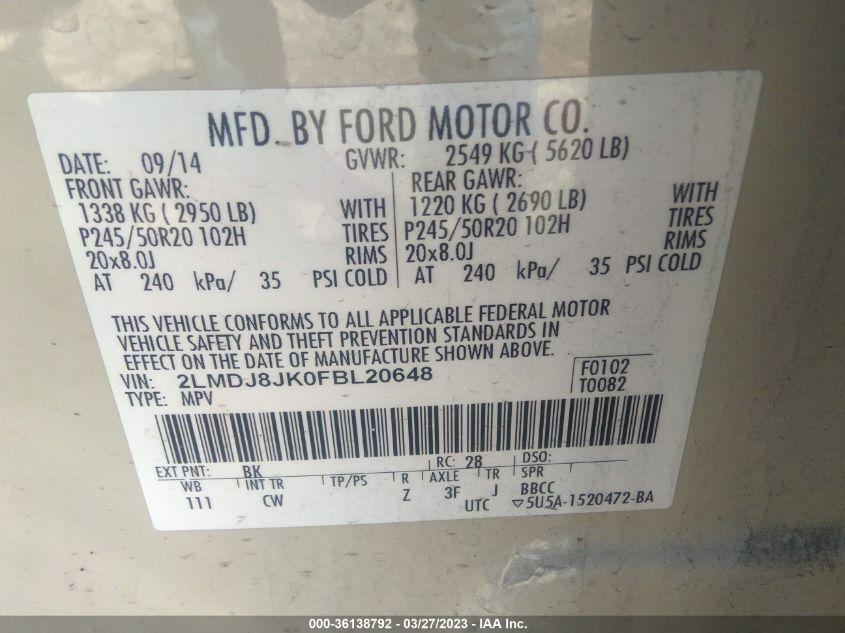 MFD. BY FORD MOTOR CO.
DATE: 09/14 GVWR: 2549 KG ( 5620 LB)
FRONT GAWR: REAR GAWR:
1338 KG ( 2950 LB) WITH 1220 KG ( 2690 LB) WITH
P245/50R20 102H TIRES P245/50R20 102H TIRES
20x8.0J RIMS 20x8.0J RIMS
AT 240 kPa/ 35 PSI COLD AT 240 kPa/ 35 PSI COLD
THIS VEHICLE CONFORMS TO ALL APPLICABLE FEDERAL MOTOR
VEHICLE SAFETY AND THEFT PREVENTION STANDARDS IN
EFFECT ON THE DATE OF MANUFACTURE SHOWN ABOVE.
VIN: 2LMDJ8JK0FBL20648 F0102
TYPE: MPV T0082
EXT PNT: BK RC: 28 DSO:
WB INT TR TP/PS R AXLE TR SPR
111 CW Z 3F J BBCC
UTC ▽5U5A-1520472-BA
000-36138792 - 03/27/2023 - IAA Inc.